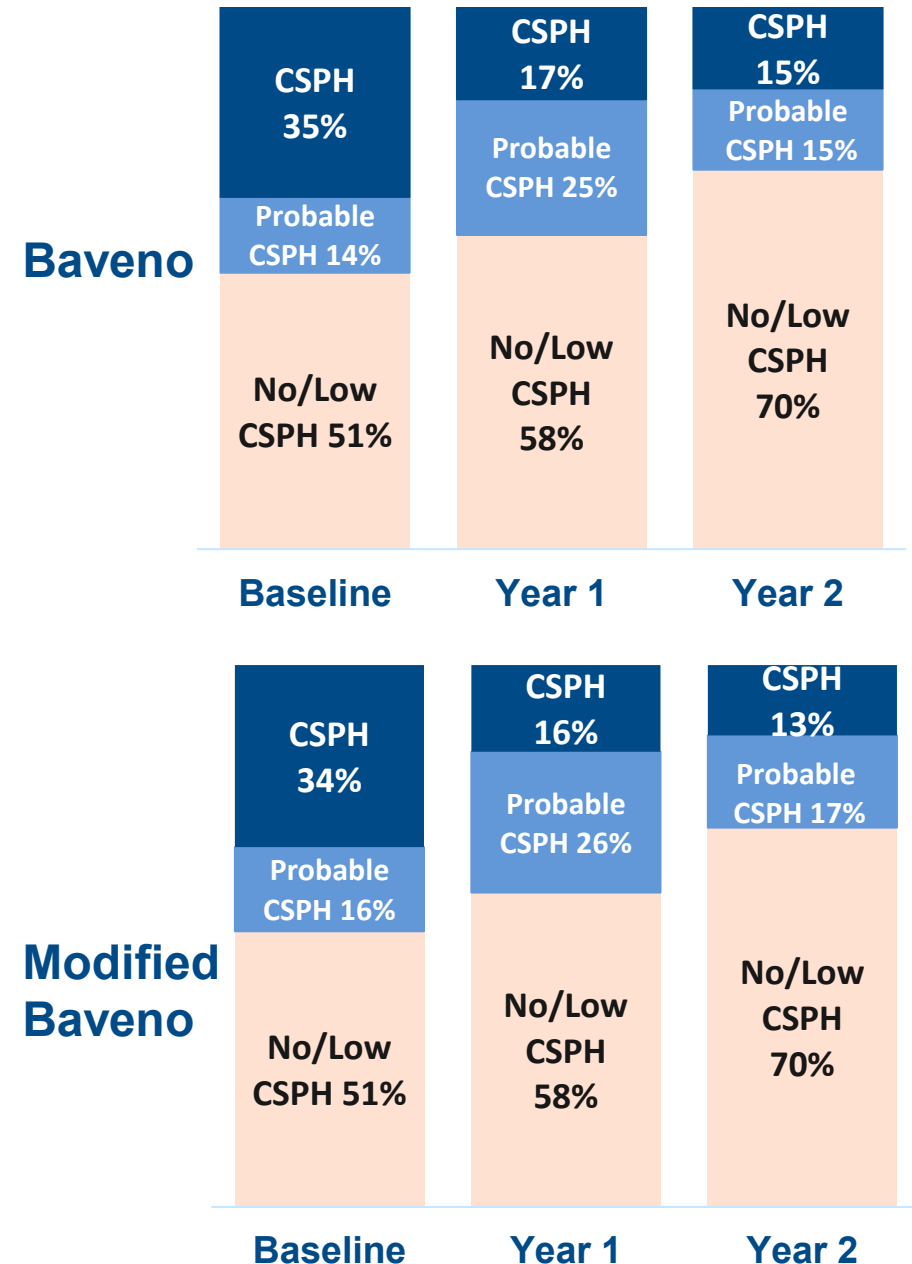 Baveno
CSPH
35%
Probable
CSPH 14%
No/Low
CSPH 51%
CSPH
17%
Probable
CSPH 25%
No/Low
CSPH
58%
CSPH
15%
Probable
CSPH 15%
No/Low
CSPH
70%
Baseline
Year 1
Year 2
Modified
Baveno
CSPH
34%
Probable
CSPH 16%
No/Low
CSPH 51%
CSPH
16%
Probable
CSPH 26%
No/Low
CSPH
58%
CSPH
13%
Probable
CSPH 17%
No/Low
CSPH
70%
Baseline
Year 1
Year 2